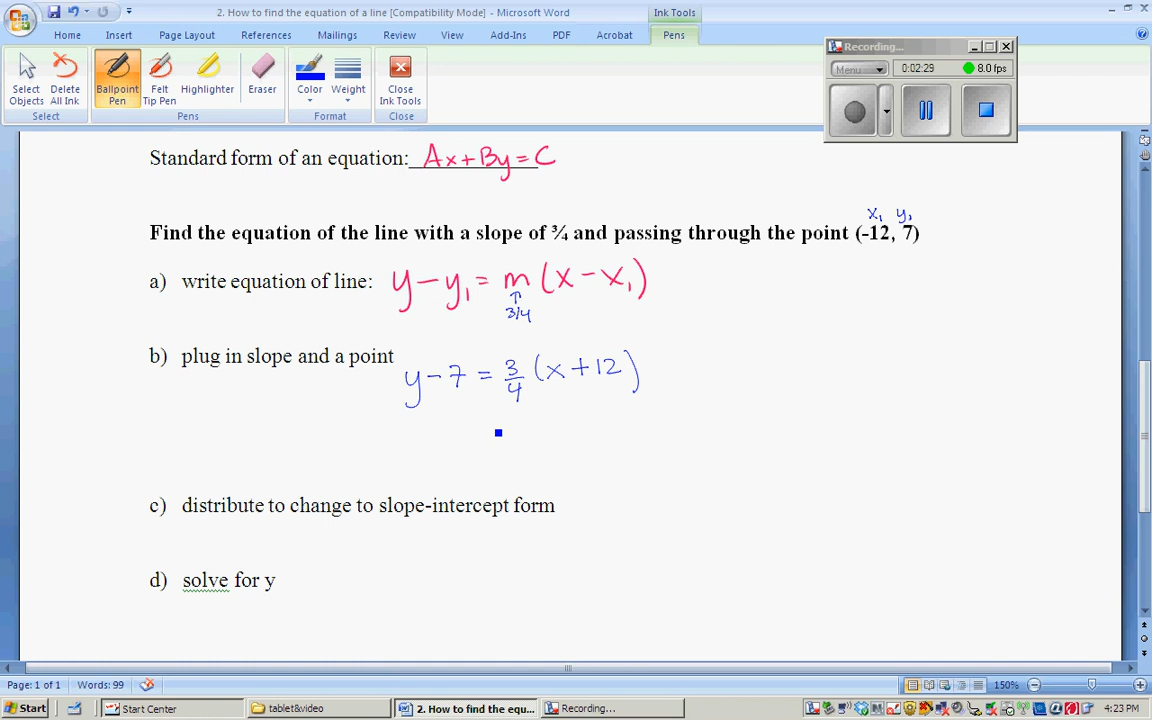 2. How to find the equation of a line [Compatibility Mode] - Microsoft Word
Ink Tools
Home Insert Page Layout References Mailings Review View Add-Ins PDF Acrobat Pens
Select Objects
Delete All Ink
Ballpoint Pen
Felt Tip Pen
Highlighter
Eraser
Color
Weight
Close Ink Tools
Select Pens Format Close
Recording...
Menu 0:02:29 8.0 fps
Standard form of an equation: Ax+By=C
x₁ y₁
Find the equation of the line with a slope of ¾ and passing through the point (-12, 7)
a) write equation of line: y-y₁=m(x-x₁)
↑
3/4
b) plug in slope and a point
y-7=3/4(x+12)
c) distribute to change to slope-intercept form
d) solve for y
Page: 1 of 1 Words: 99 150%
Start Start Center tablet&video 2. How to find the equ... Recording... 4:23 PM